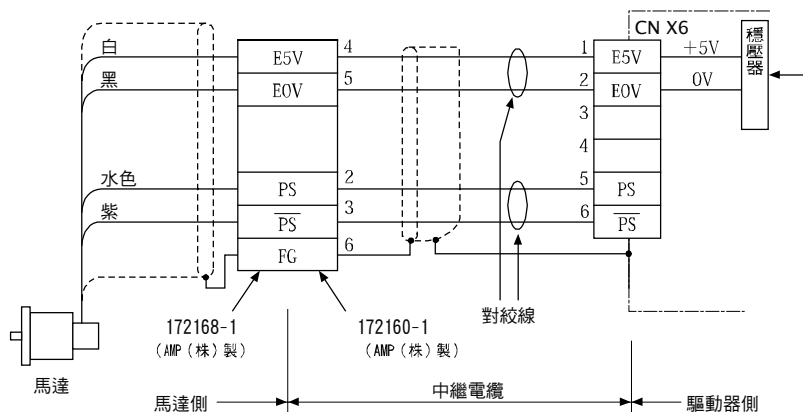 CN X6
白 E5V 4 1 E5V +5V 穩壓器
黑 E0V 5 2 E0V 0V
3
4
水色 PS 2 5 PS
紫 P̅S̅ 3 6 P̅S̅
FG 6
172168-1 172160-1 對絞線
(AMP(株)製) (AMP(株)製)
馬達
馬達側 中繼電纜 驅動器側